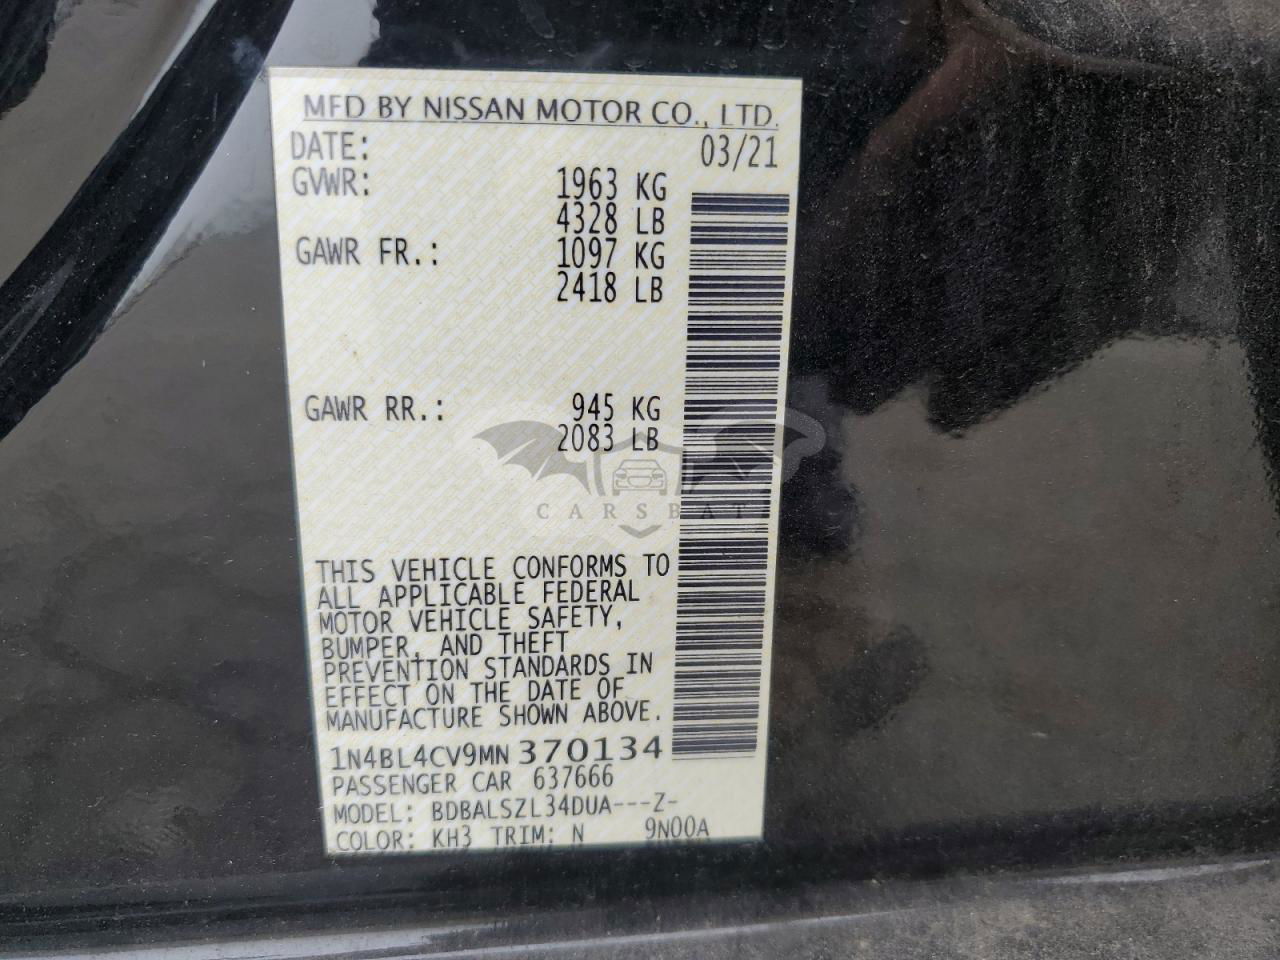 MFD BY NISSAN MOTOR CO., LTD.
DATE: 03/21
GVWR: 1963 KG
4328 LB
GAWR FR.: 1097 KG
2418 LB
GAWR RR.: 945 KG
2083 LB
CARSBAT
THIS VEHICLE CONFORMS TO
ALL APPLICABLE FEDERAL
MOTOR VEHICLE SAFETY,
BUMPER, AND THEFT
PREVENTION STANDARDS IN
EFFECT ON THE DATE OF
MANUFACTURE SHOWN ABOVE.
1N4BL4CV9MN 370134
PASSENGER CAR 637666
MODEL: BDBALSZL34DUA---Z-
COLOR: KH3 TRIM: N 9N00A